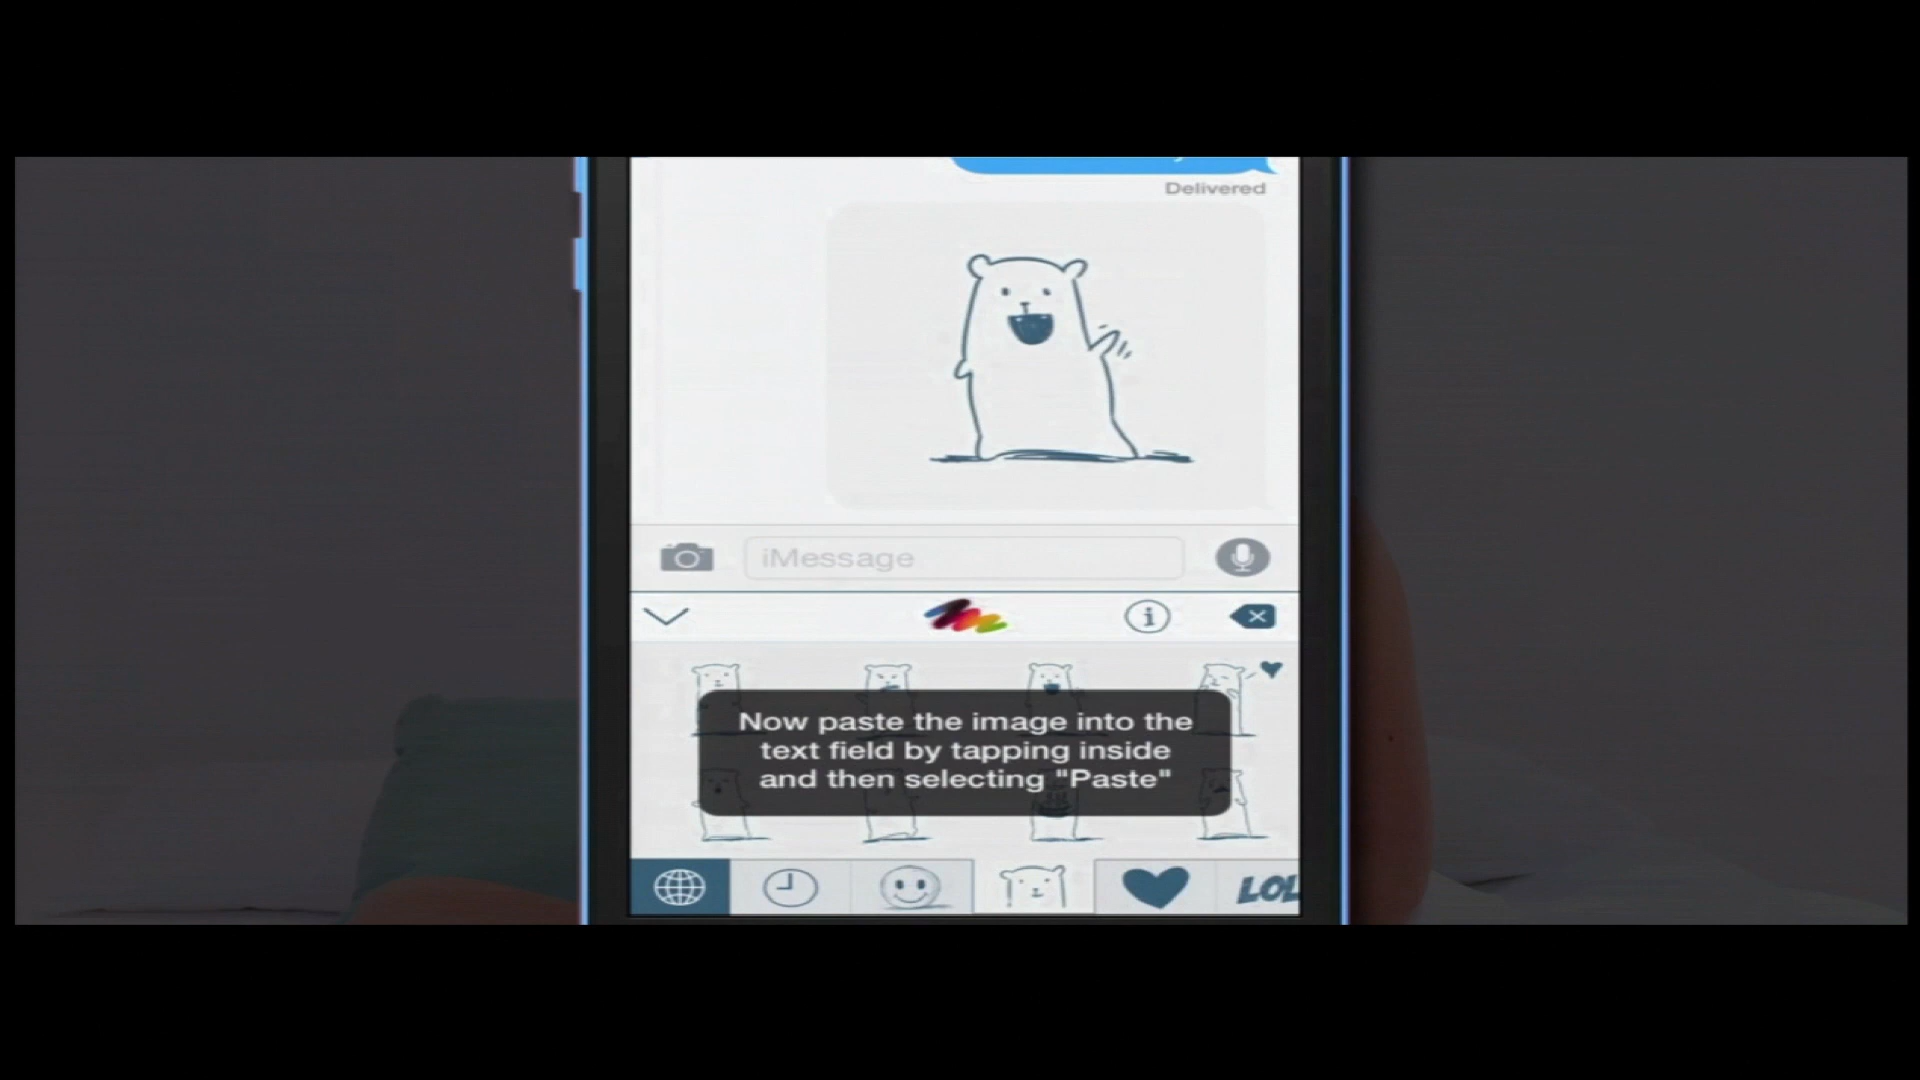 Delivered
iMessage
Now paste the image into the
text field by tapping inside
and then selecting "Paste"
LOL